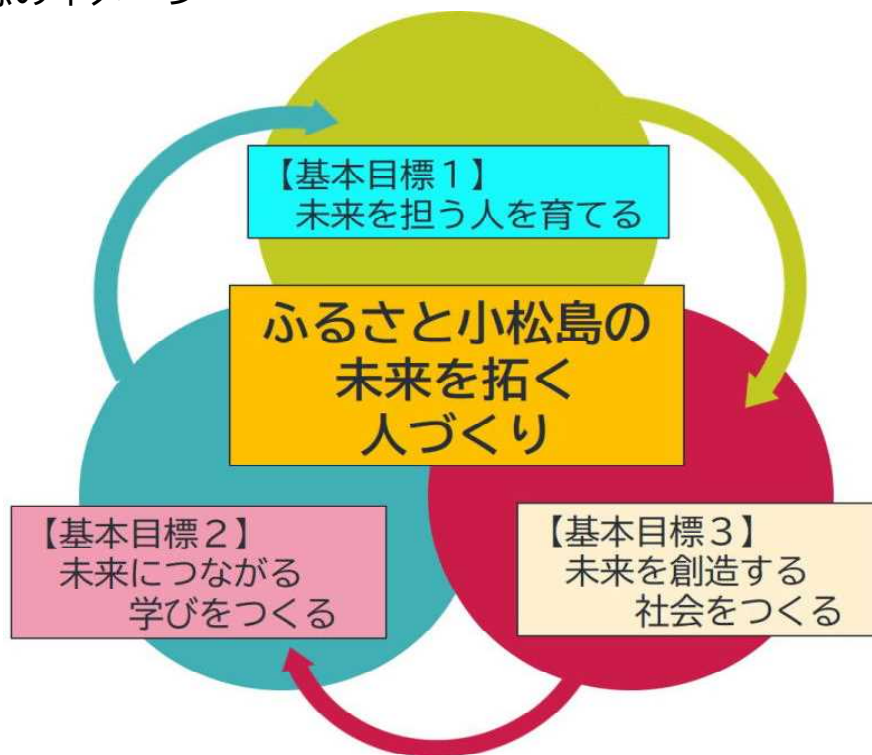 【基本目標１】
未来を担う人を育てる
ふるさと小松島の
未来を拓く
人づくり
【基本目標２】
未来につながる
学びをつくる
【基本目標３】
未来を創造する
社会をつくる